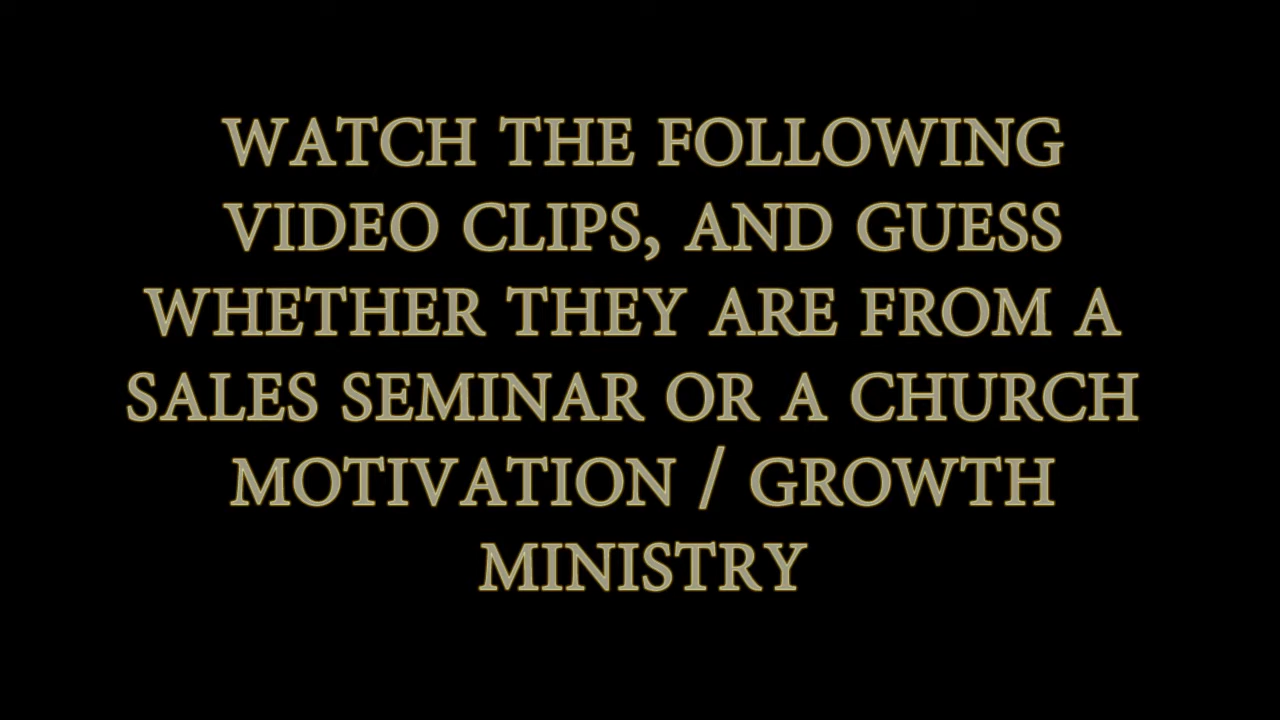 WATCH THE FOLLOWING
VIDEO CLIPS, AND GUESS
WHETHER THEY ARE FROM A
SALES SEMINAR OR A CHURCH
MOTIVATION / GROWTH
MINISTRY